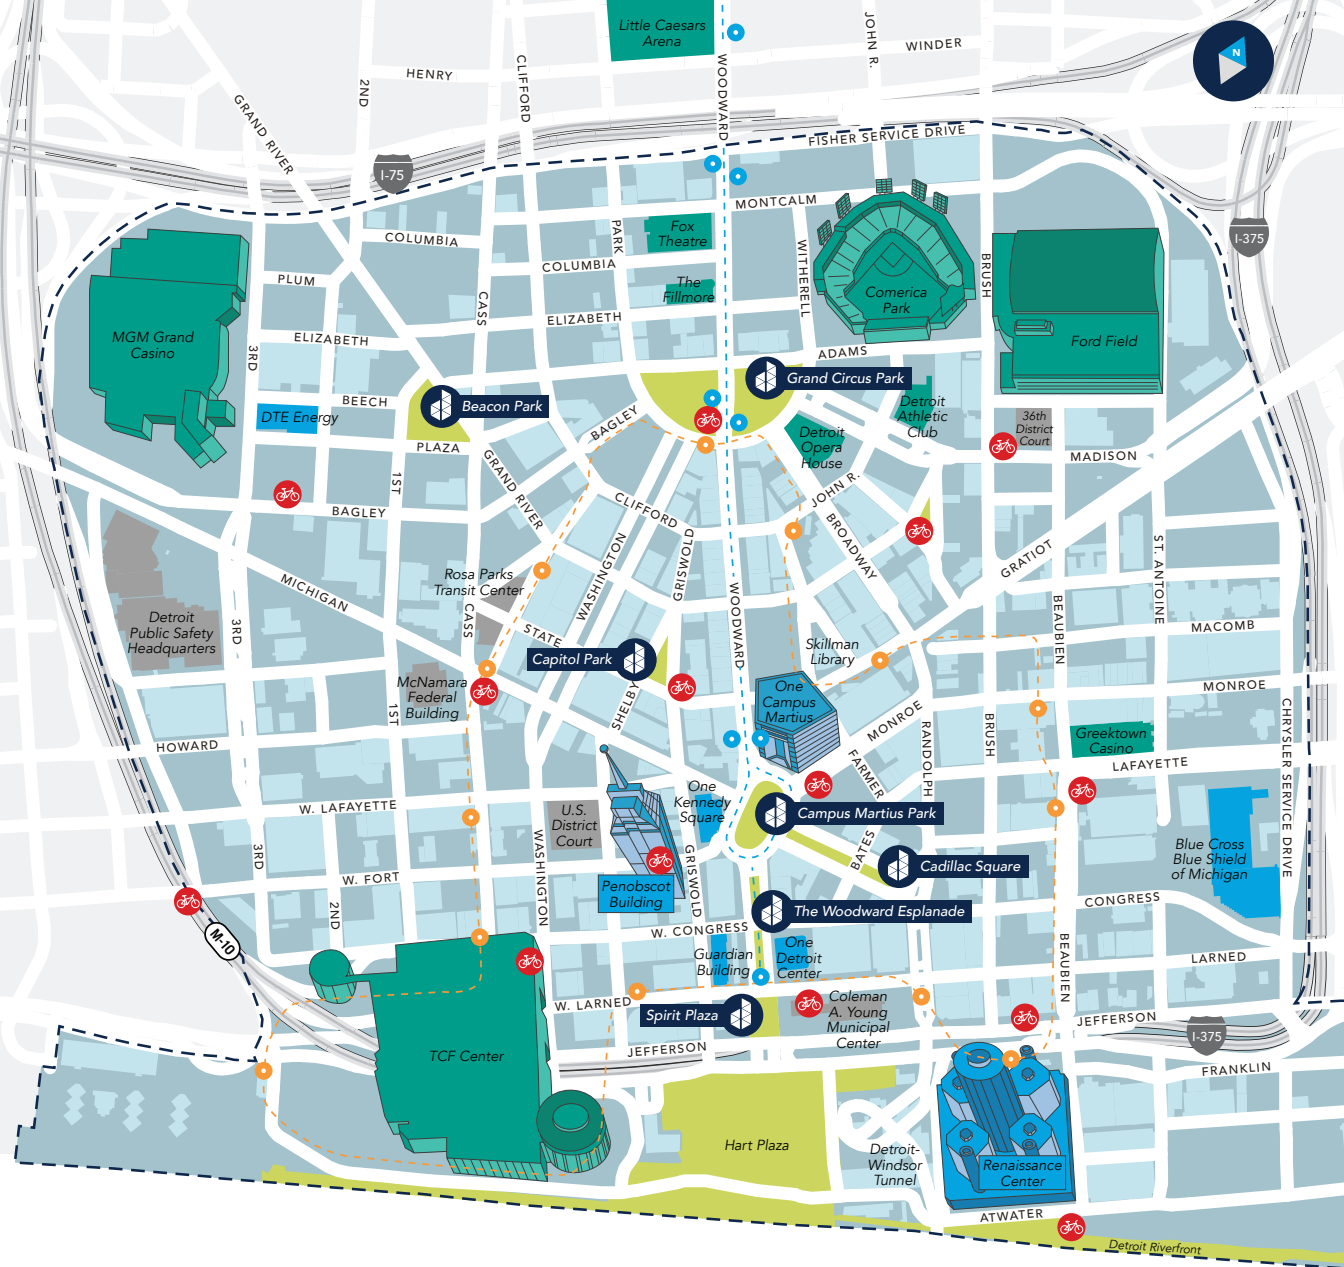 Little Caesars
Arena
JOHN R.
WINDER
N
HENRY
2ND
CLIFFORD
WOODWARD
GRAND RIVER
I-75
FISHER SERVICE DRIVE
I-375
MONTCALM
COLUMBIA
PARK
Fox
Theatre
COLUMBIA
WITHERELL
BRUSH
PLUM
The
Fillmore
Comerica
Park
CASS
ELIZABETH
MGM Grand
Casino
ELIZABETH
3RD
Ford Field
ADAMS
Grand Circus Park
BEECH
Beacon Park
DTE Energy
Detroit
Athletic
Club
36th
District
Court
BAGLEY
PLAZA
Detroit
Opera
House
MADISON
GRAND RIVER
1ST
BAGLEY
CLIFFORD
JOHN R.
BROADWAY
GRATIOT
ST. ANTOINE
WASHINGTON
GRISWOLD
WOODWARD
Rosa Parks
Transit Center
MICHIGAN
CASS
BEAUBIEN
Detroit
Public Safety
Headquarters
3RD
STATE
MACOMB
Skillman
Library
Capitol Park
McNamara
Federal
Building
One
Campus
Martius
MONROE
1ST
SHELBY
MONROE
RANDOLPH
BRUSH
CHRYSLER SERVICE DRIVE
Greektown
Casino
HOWARD
FARMER
LAFAYETTE
W. LAFAYETTE
U.S.
District
Court
One
Kennedy
Square
Campus Martius Park
3RD
WASHINGTON
BATES
Cadillac Square
Blue Cross
Blue Shield
of Michigan
W. FORT
GRISWOLD
Penobscot
Building
2ND
The Woodward Esplanade
CONGRESS
W. CONGRESS
M-10
Guardian
Building
One
Detroit
Center
BEAUBIEN
LARNED
W. LARNED
Spirit Plaza
Coleman
A. Young
Municipal
Center
JEFFERSON
I-375
TCF Center
JEFFERSON
FRANKLIN
Hart Plaza
Detroit-
Windsor
Tunnel
Renaissance
Center
ATWATER
Detroit Riverfront